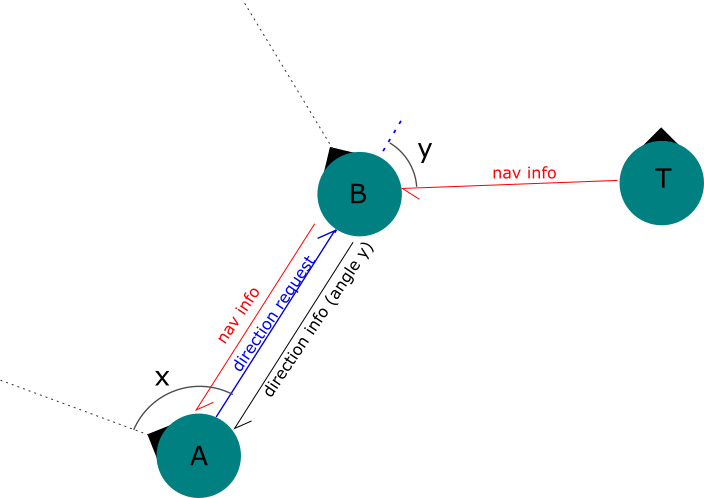 y
B
nav info
T
nav info
direction request
direction info (angle y)
x
A